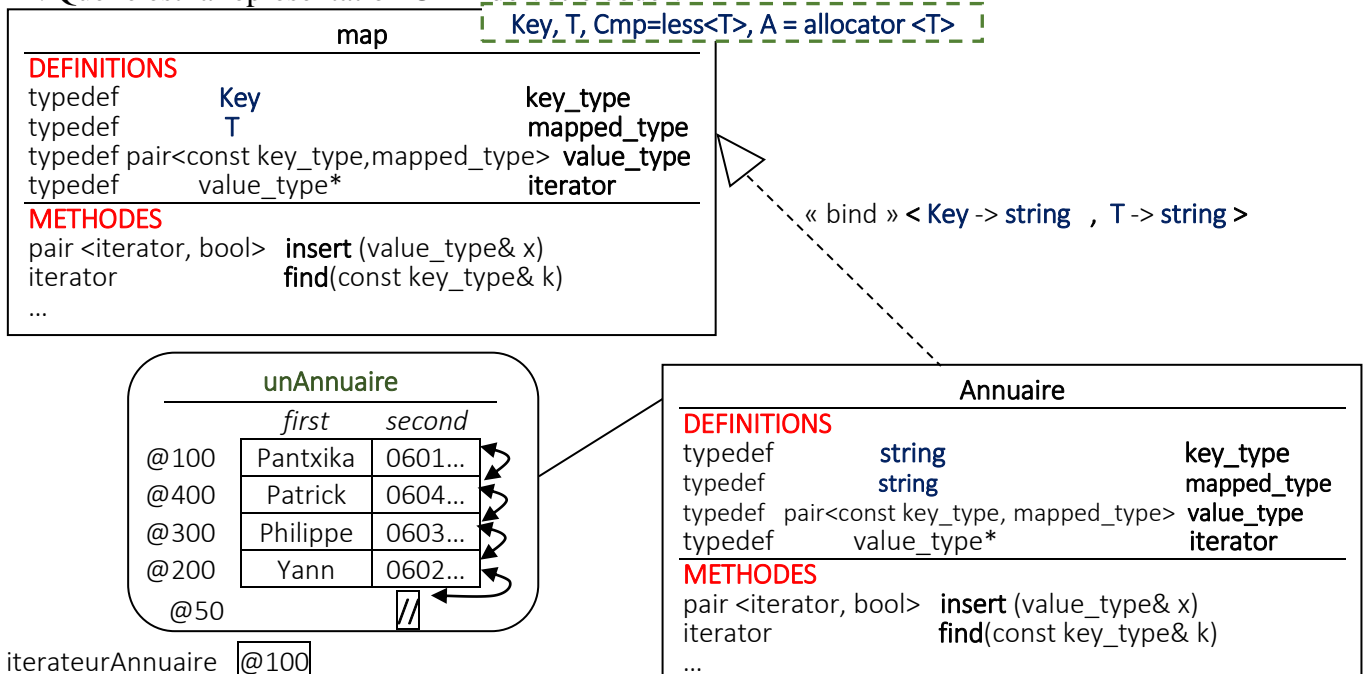 Key, T, Cmp=less<T>, A = allocator <T>
map
DEFINITIONS
typedef Key key_type
typedef T mapped_type
typedef pair<const key_type,mapped_type> value_type
typedef value_type* iterator
METHODES
pair <iterator, bool> insert (value_type& x)
iterator find(const key_type& k)
...
« bind » < Key -> string , T -> string >
unAnnuaire
first second
@100 Pantxika 0601...
@400 Patrick 0604...
@300 Philippe 0603...
@200 Yann 0602...
@50 //
iterateurAnnuaire @100
Annuaire
DEFINITIONS
typedef string key_type
typedef string mapped_type
typedef pair<const key_type, mapped_type> value_type
typedef value_type* iterator
METHODES
pair <iterator, bool> insert (value_type& x)
iterator find(const key_type& k)
...